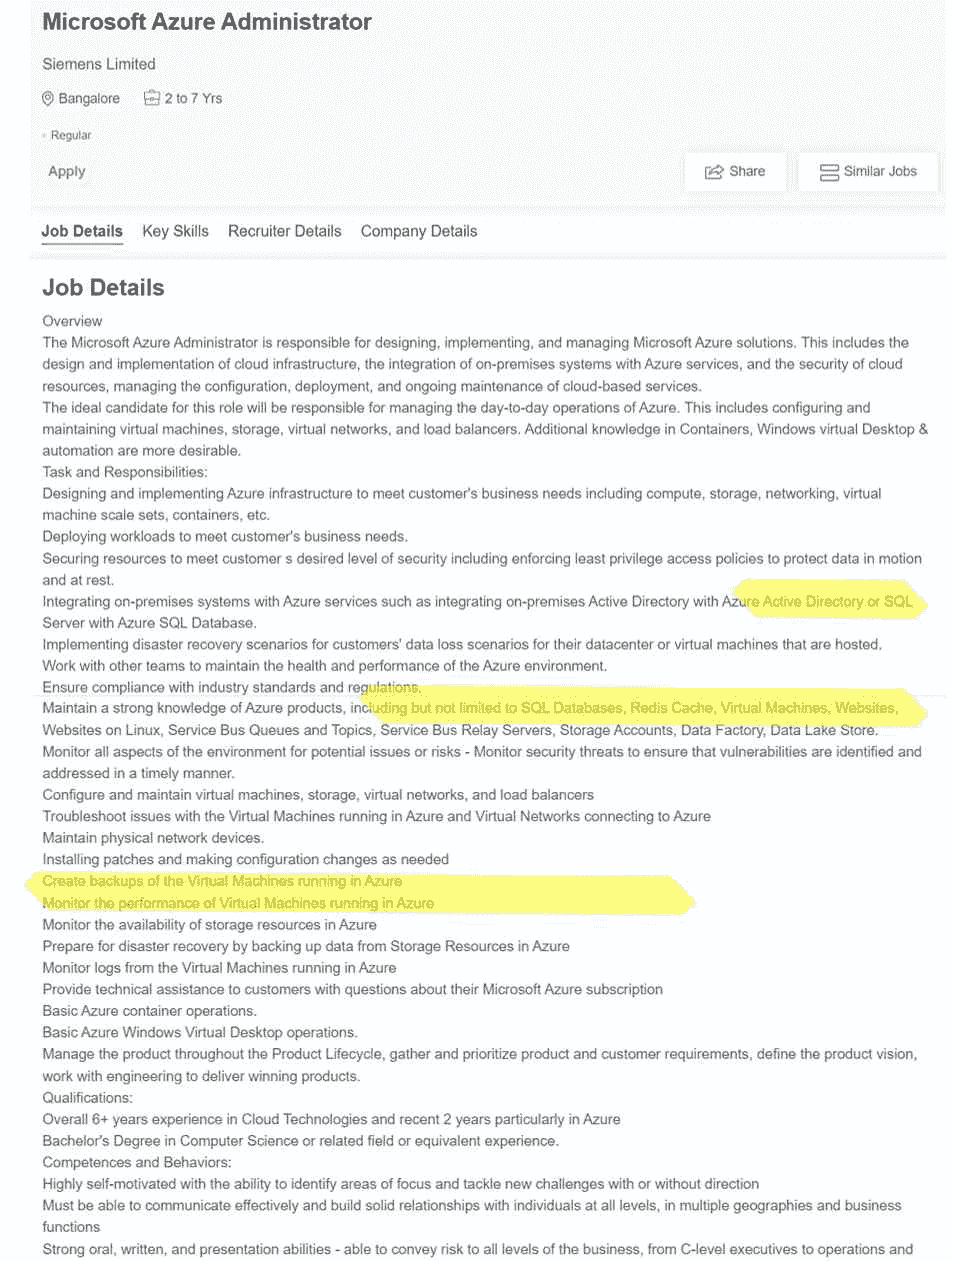 Microsoft Azure Administrator
Siemens Limited
Bangalore 2 to 7 Yrs
Regular
Apply Share Similar Jobs
Job Details Key Skills Recruiter Details Company Details
Job Details
Overview
The Microsoft Azure Administrator is responsible for designing, implementing, and managing Microsoft Azure solutions. This includes the
design and implementation of cloud infrastructure, the integration of on-premises systems with Azure services, and the security of cloud
resources, managing the configuration, deployment, and ongoing maintenance of cloud-based services.
The ideal candidate for this role will be responsible for managing the day-to-day operations of Azure. This includes configuring and
maintaining virtual machines, storage, virtual networks, and load balancers. Additional knowledge in Containers, Windows virtual Desktop &
automation are more desirable.
Task and Responsibilities:
Designing and implementing Azure infrastructure to meet customer's business needs including compute, storage, networking, virtual
machine scale sets, containers, etc.
Deploying workloads to meet customer's business needs.
Securing resources to meet customer s desired level of security including enforcing least privilege access policies to protect data in motion
and at rest.
Integrating on-premises systems with Azure services such as integrating on-premises Active Directory with Azure Active Directory or SQL
Server with Azure SQL Database.
Implementing disaster recovery scenarios for customers' data loss scenarios for their datacenter or virtual machines that are hosted.
Work with other teams to maintain the health and performance of the Azure environment.
Ensure compliance with industry standards and regulations.
Maintain a strong knowledge of Azure products, including but not limited to SQL Databases, Redis Cache, Virtual Machines, Websites,
Websites on Linux, Service Bus Queues and Topics, Service Bus Relay Servers, Storage Accounts, Data Factory, Data Lake Store.
Monitor all aspects of the environment for potential issues or risks - Monitor security threats to ensure that vulnerabilities are identified and
addressed in a timely manner.
Configure and maintain virtual machines, storage, virtual networks, and load balancers
Troubleshoot issues with the Virtual Machines running in Azure and Virtual Networks connecting to Azure
Maintain physical network devices.
Installing patches and making configuration changes as needed
Create backups of the Virtual Machines running in Azure
Monitor the performance of Virtual Machines running in Azure
Monitor the availability of storage resources in Azure
Prepare for disaster recovery by backing up data from Storage Resources in Azure
Monitor logs from the Virtual Machines running in Azure
Provide technical assistance to customers with questions about their Microsoft Azure subscription
Basic Azure container operations.
Basic Azure Windows Virtual Desktop operations.
Manage the product throughout the Product Lifecycle, gather and prioritize product and customer requirements, define the product vision,
work with engineering to deliver winning products.
Qualifications:
Overall 6+ years experience in Cloud Technologies and recent 2 years particularly in Azure
Bachelor's Degree in Computer Science or related field or equivalent experience.
Competences and Behaviors:
Highly self-motivated with the ability to identify areas of focus and tackle new challenges with or without direction
Must be able to communicate effectively and build solid relationships with individuals at all levels, in multiple geographies and business
functions
Strong oral, written, and presentation abilities - able to convey risk to all levels of the business, from C-level executives to operations and